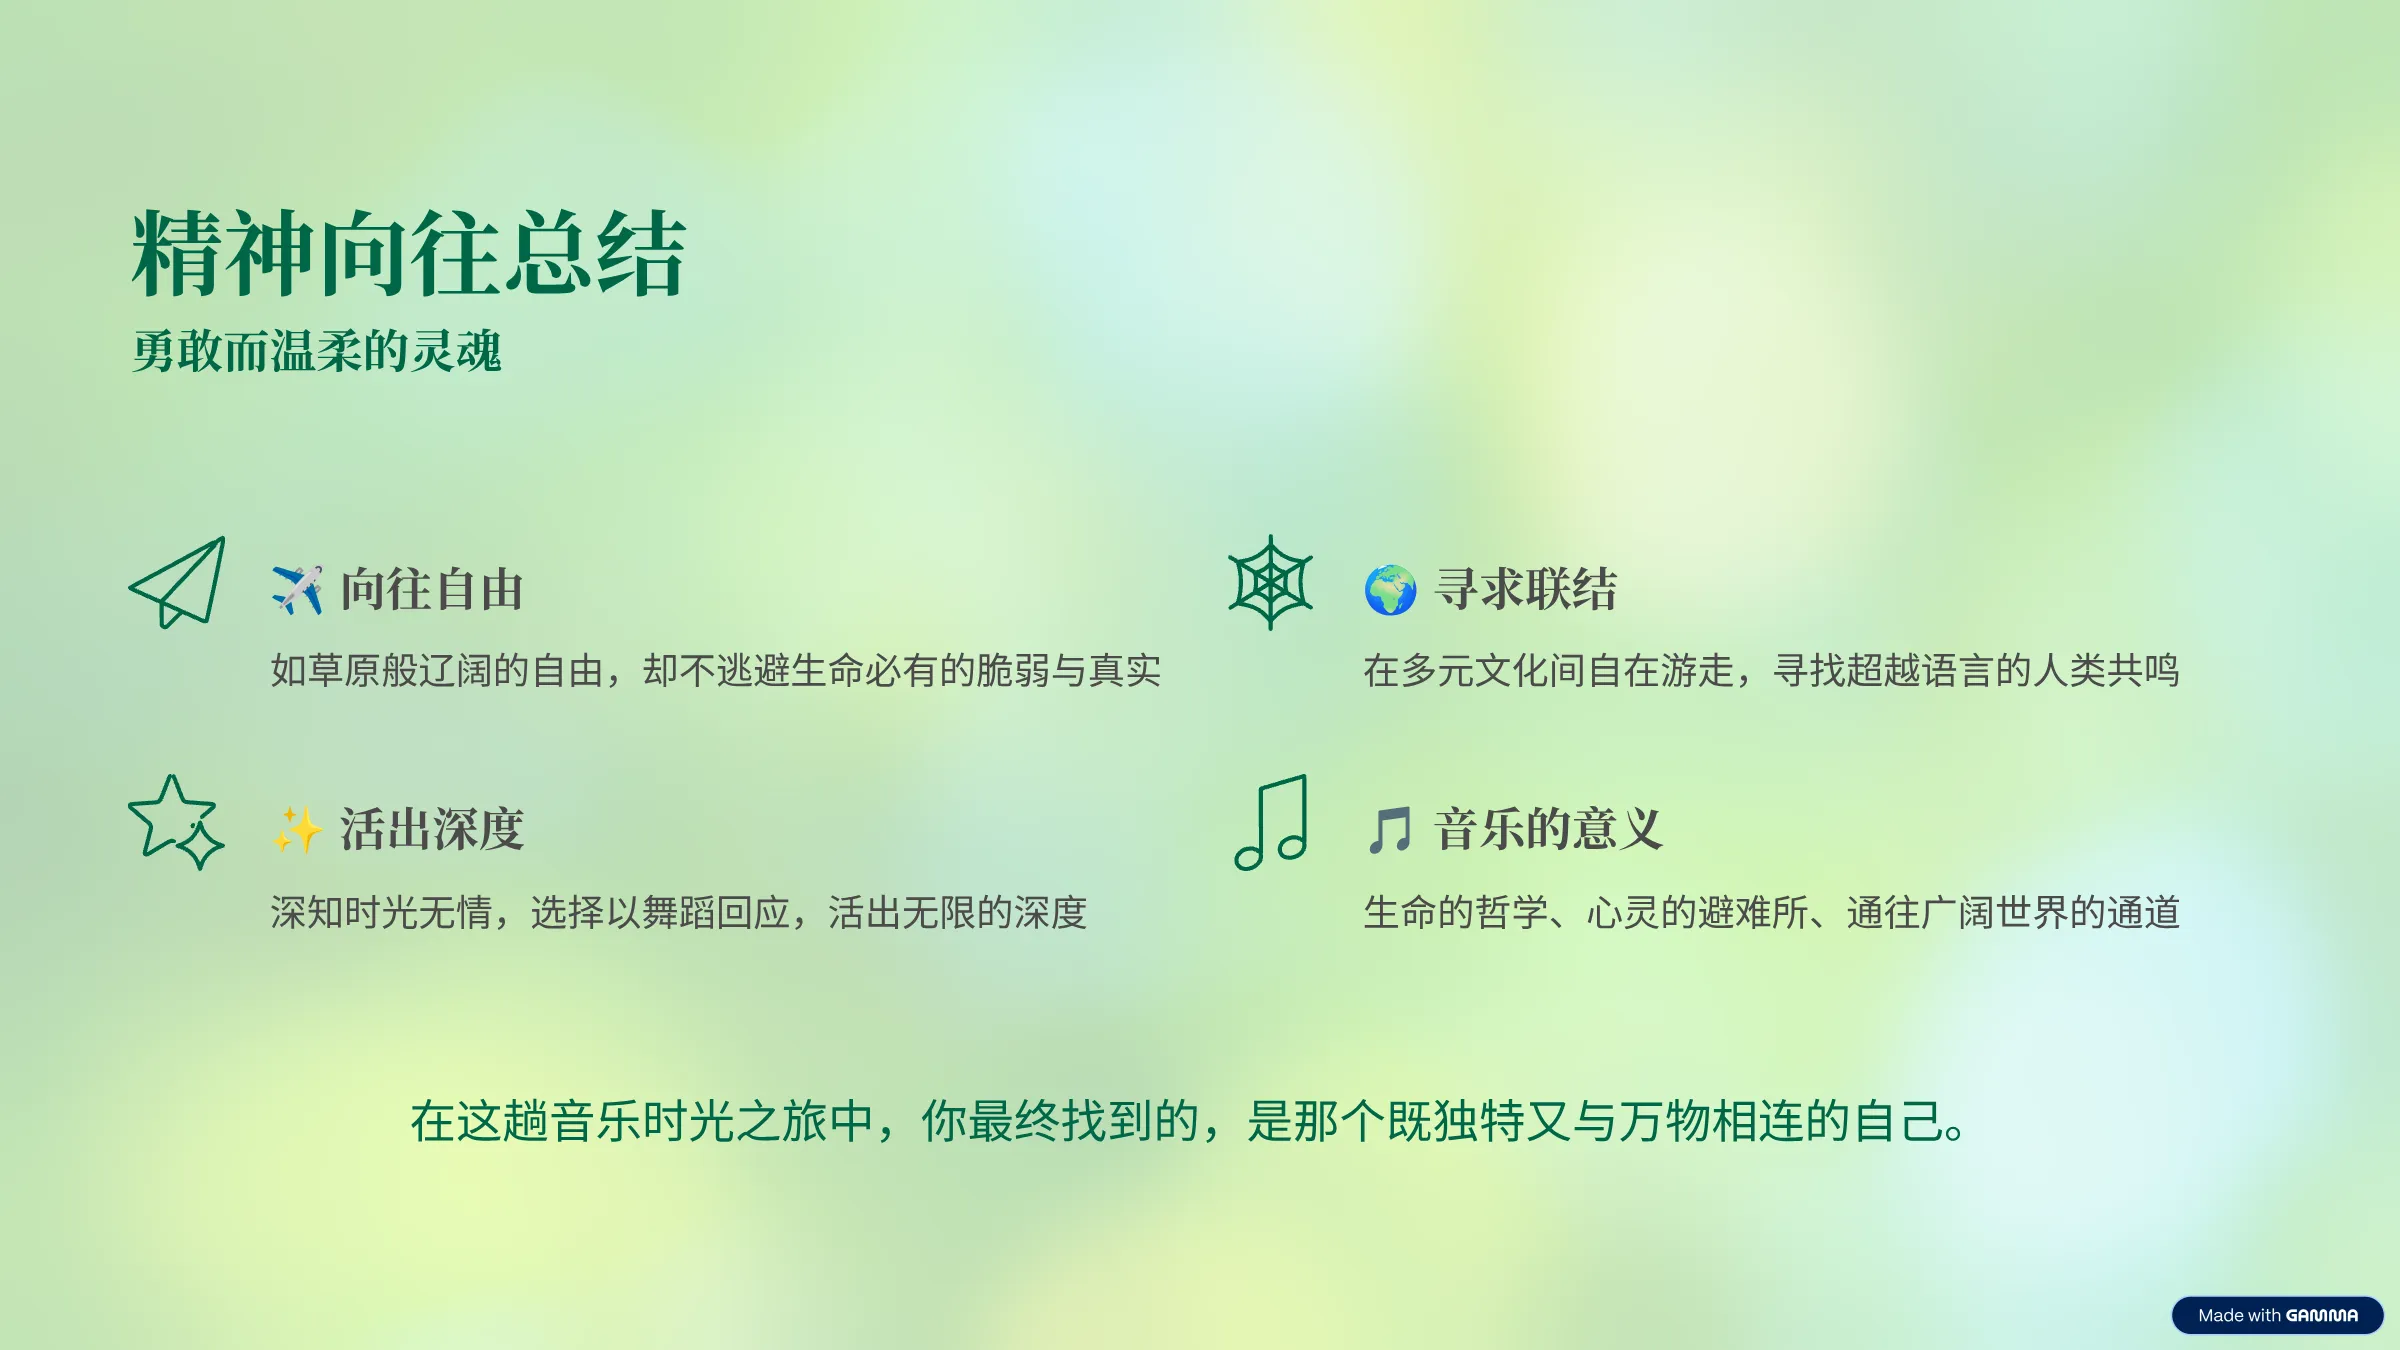 精神向往总结
勇敢而温柔的灵魂
✈️ 向往自由
如草原般辽阔的自由，却不逃避生命必有的脆弱与真实
🌍 寻求联结
在多元文化间自在游走，寻找超越语言的人类共鸣
✨ 活出深度
深知时光无情，选择以舞蹈回应，活出无限的深度
🎵 音乐的意义
生命的哲学、心灵的避难所、通往广阔世界的通道
在这趟音乐时光之旅中，你最终找到的，是那个既独特又与万物相连的自己。
Made with GAMMA